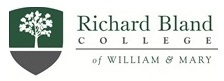 Richard Bland
COLLEGE
of WILLIAM & MARY